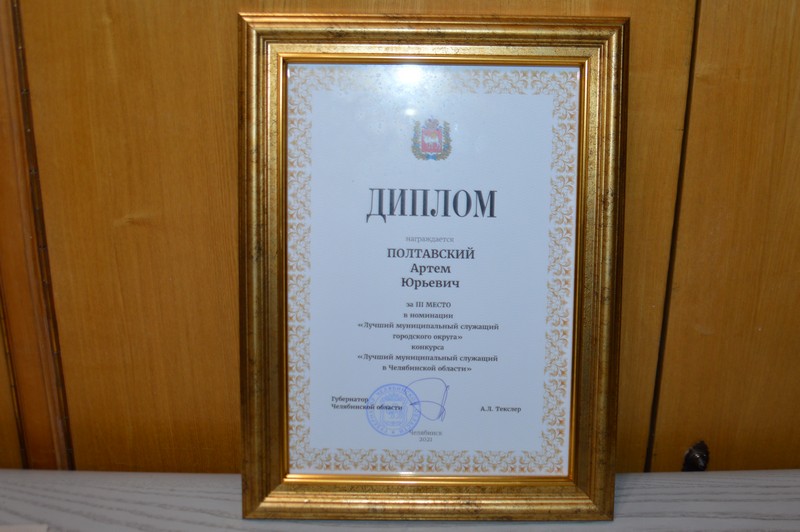 ДИПЛОМ
награждается
ПОЛТАВСКИЙ
Артем
Юрьевич
за III МЕСТО
в номинации
«Лучший муниципальный служащий
городского округа»
конкурса
«Лучший муниципальный служащий
в Челябинской области»
Губернатор
Челябинской области
А.Л. Текслер
Челябинск
2021